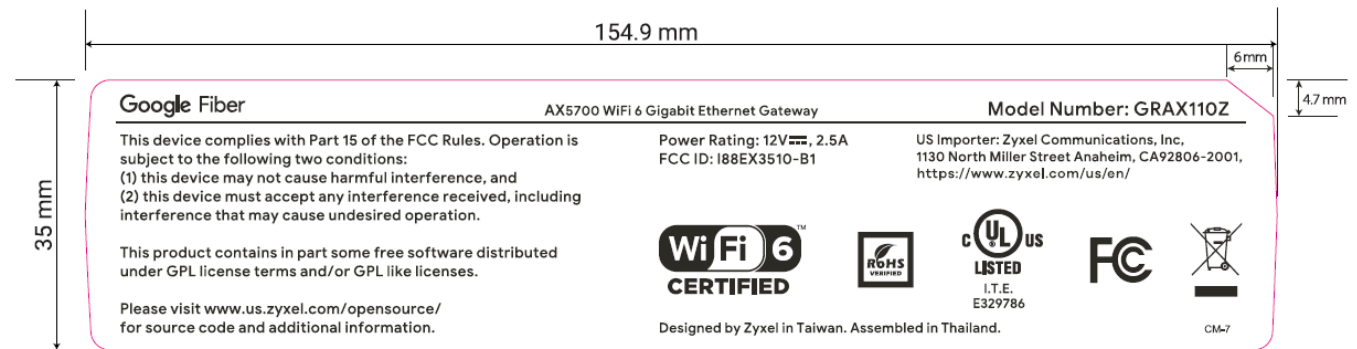 154.9 mm
6mm
4.7 mm
35 mm
Google Fiber
AX5700 WiFi 6 Gigabit Ethernet Gateway
Model Number: GRAX110Z
This device complies with Part 15 of the FCC Rules. Operation is
subject to the following two conditions:
(1) this device may not cause harmful interference, and
(2) this device must accept any interference received, including
interference that may cause undesired operation.
This product contains in part some free software distributed
under GPL license terms and/or GPL like licenses.
Please visit www.us.zyxel.com/opensource/
for source code and additional information.
Power Rating: 12V⎓, 2.5A
FCC ID: I88EX3510-B1
US Importer: Zyxel Communications, Inc,
1130 North Miller Street Anaheim, CA92806-2001,
https://www.zyxel.com/us/en/
Wi Fi 6™
CERTIFIED
RoHS
VERIFIED
C UL US
LISTED
I.T.E.
E329786
FC
Designed by Zyxel in Taiwan. Assembled in Thailand.
CM-7